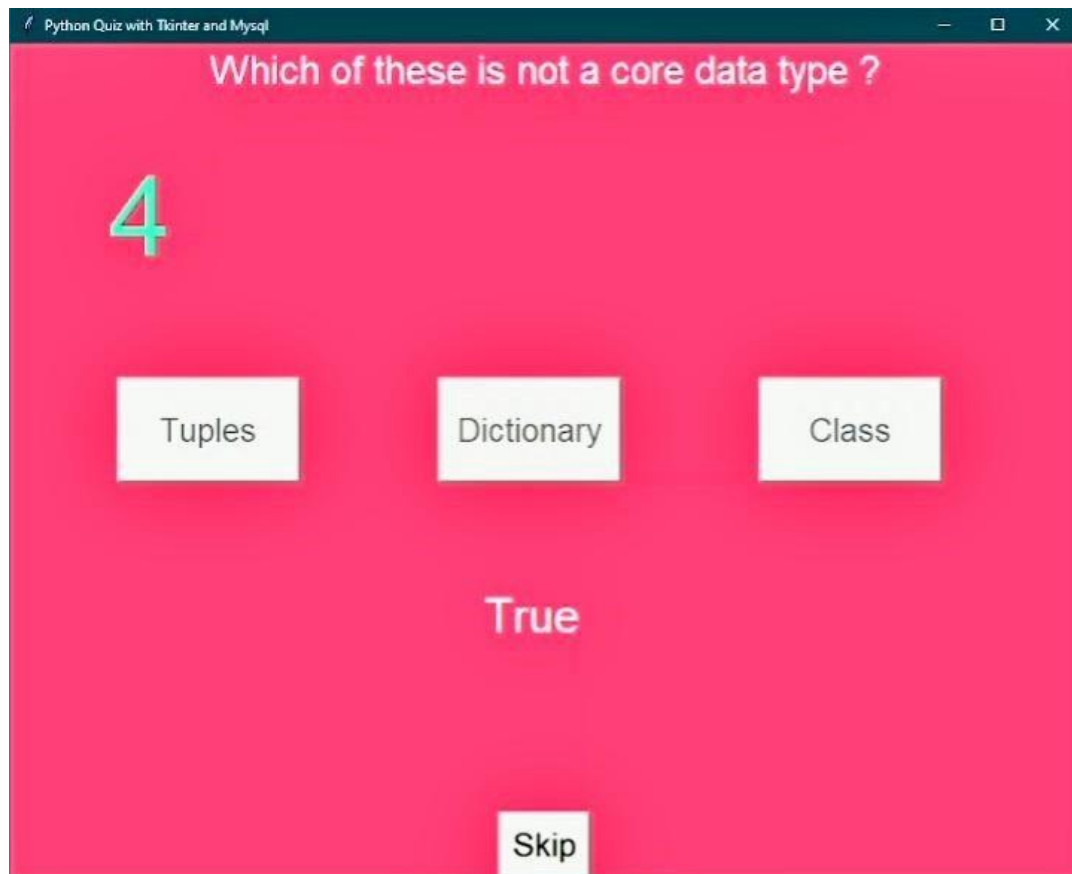 Python Quiz with Tkinter and Mysql
Which of these is not a core data type ?
4
Tuples
Dictionary
Class
True
Skip